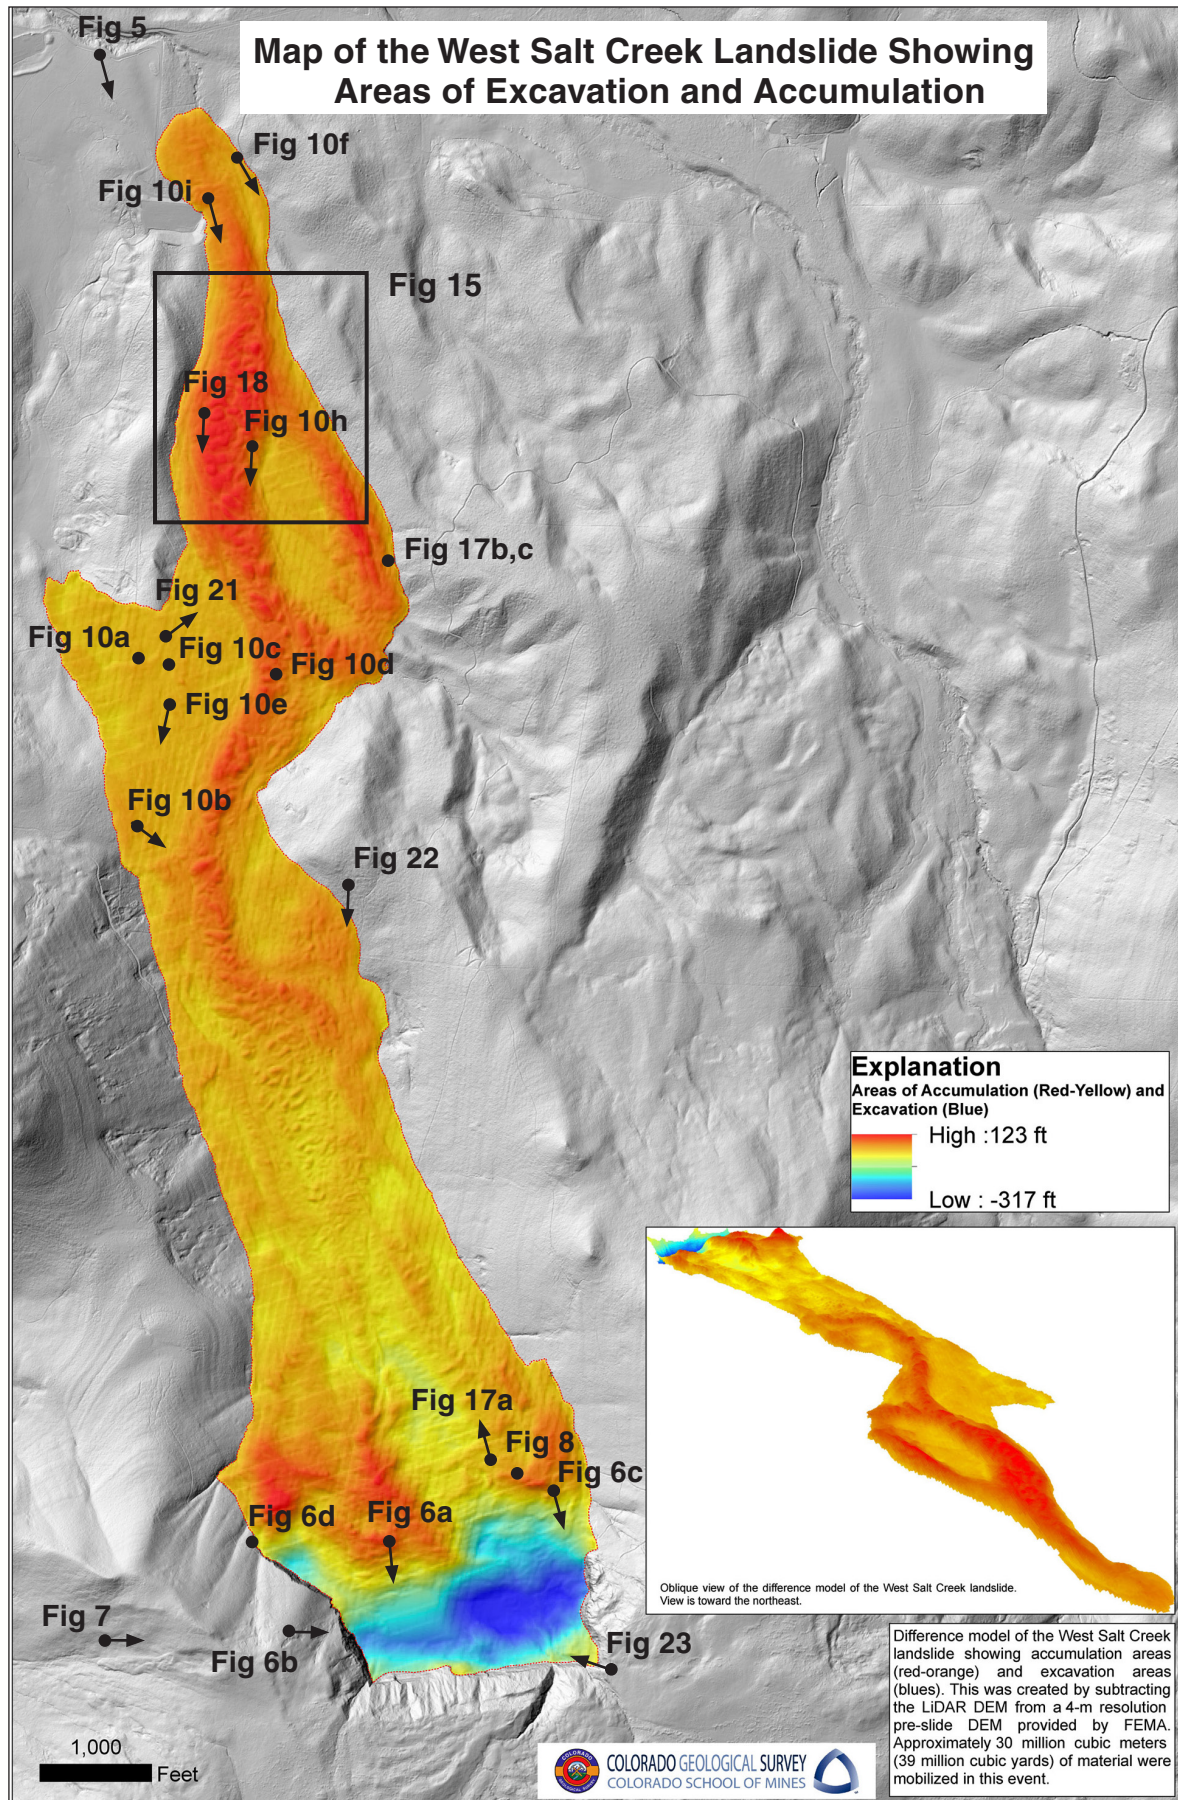 Fig 5
Map of the West Salt Creek Landslide Showing
Areas of Excavation and Accumulation
Fig 10f
Fig 10i
Fig 15
Fig 18
Fig 10h
Fig 17b,c
Fig 21
Fig 10a
Fig 10c
Fig 10d
Fig 10e
Fig 10b
Fig 22
Explanation
Areas of Accumulation (Red-Yellow) and
Excavation (Blue)
High :123 ft
Low : -317 ft
Fig 17a
Fig 8
Fig 6c
Fig 6d
Fig 6a
Oblique view of the difference model of the West Salt Creek landslide.
View is toward the northeast.
Fig 7
Fig 6b
Fig 23
Difference model of the West Salt Creek
landslide showing accumulation areas
(red-orange) and excavation areas
(blues). This was created by subtracting
the LiDAR DEM from a 4-m resolution
pre-slide DEM provided by FEMA.
Approximately 30 million cubic meters
(39 million cubic yards) of material were
mobilized in this event.
1,000
Feet
COLORADO
GEOLOGICAL SURVEY
COLORADO GEOLOGICAL SURVEY
COLORADO SCHOOL OF MINES